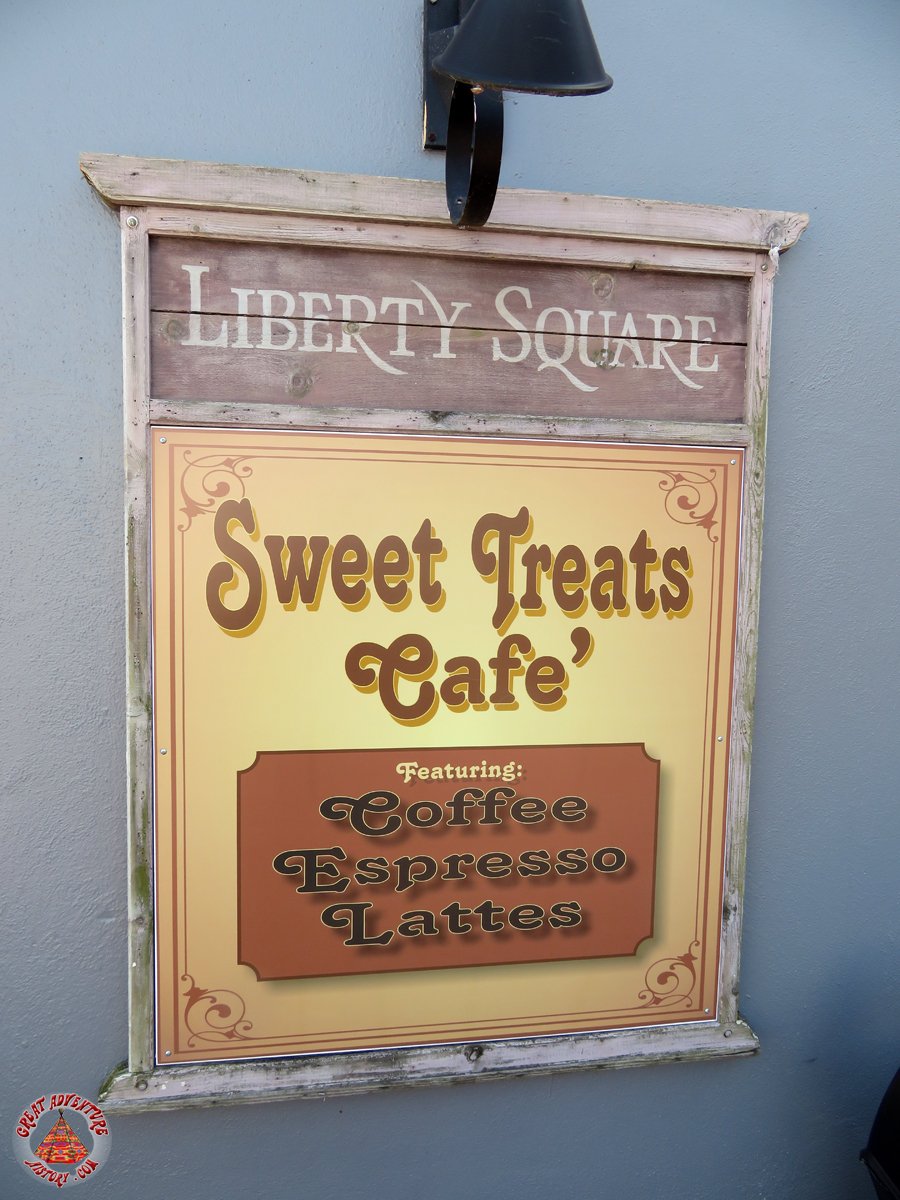 Liberty Square
Sweet Treats
Cafe'
Featuring:
Coffee
Espresso
Lattes
GREAT ADVENTURE
HISTORY.COM